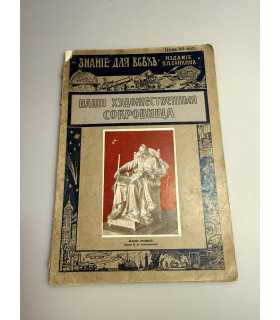 ЗНАНІЕ ДЛЯ ВСѢХЪ
ИЗДАНІЕ
П.П.СОЙКИНА
НАШИ ХУДОЖЕСТВЕННЫЯ
СОКРОВИЩА